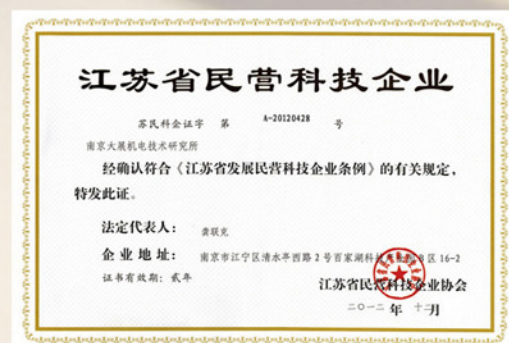 江苏省民营科技企业
苏民科企证字 第 A-20120428 号
南京大展机电技术研究所
经确认符合《江苏省发展民营科技企业条例》的有关规定，
特发此证。
法定代表人： 龚联克
企业地址： 南京市江宁区清水亭西路2号百家湖科技 区16-2
证书有效期：贰年
江苏省民营科技企业协会
二〇一二 年 十二月